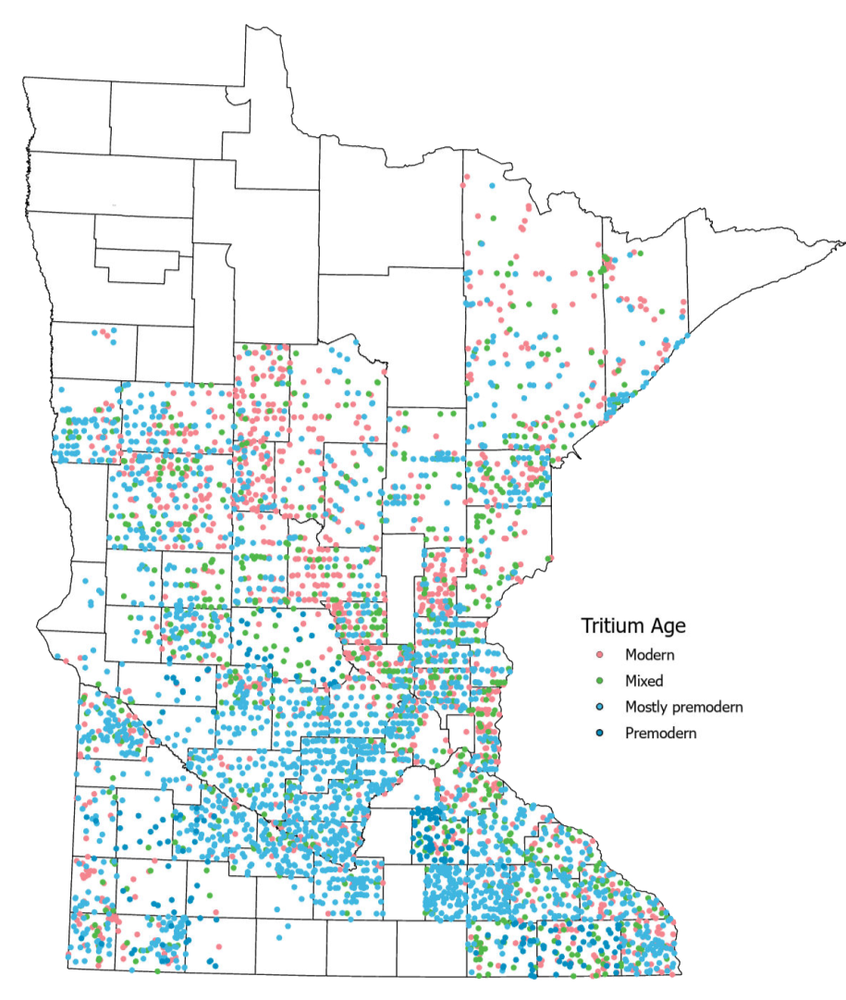 Tritium Age
Modern
Mixed
Mostly premodern
Premodern